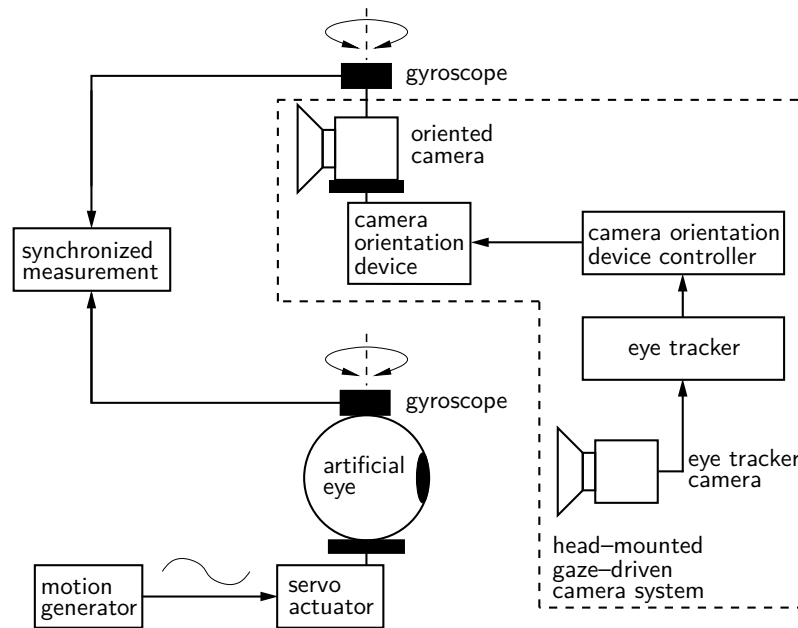 gyroscope
oriented
camera
camera
orientation
device
camera orientation
device controller
synchronized
measurement
eye tracker
gyroscope
artificial
eye
eye tracker
camera
head–mounted
gaze–driven
camera system
motion
generator
servo
actuator